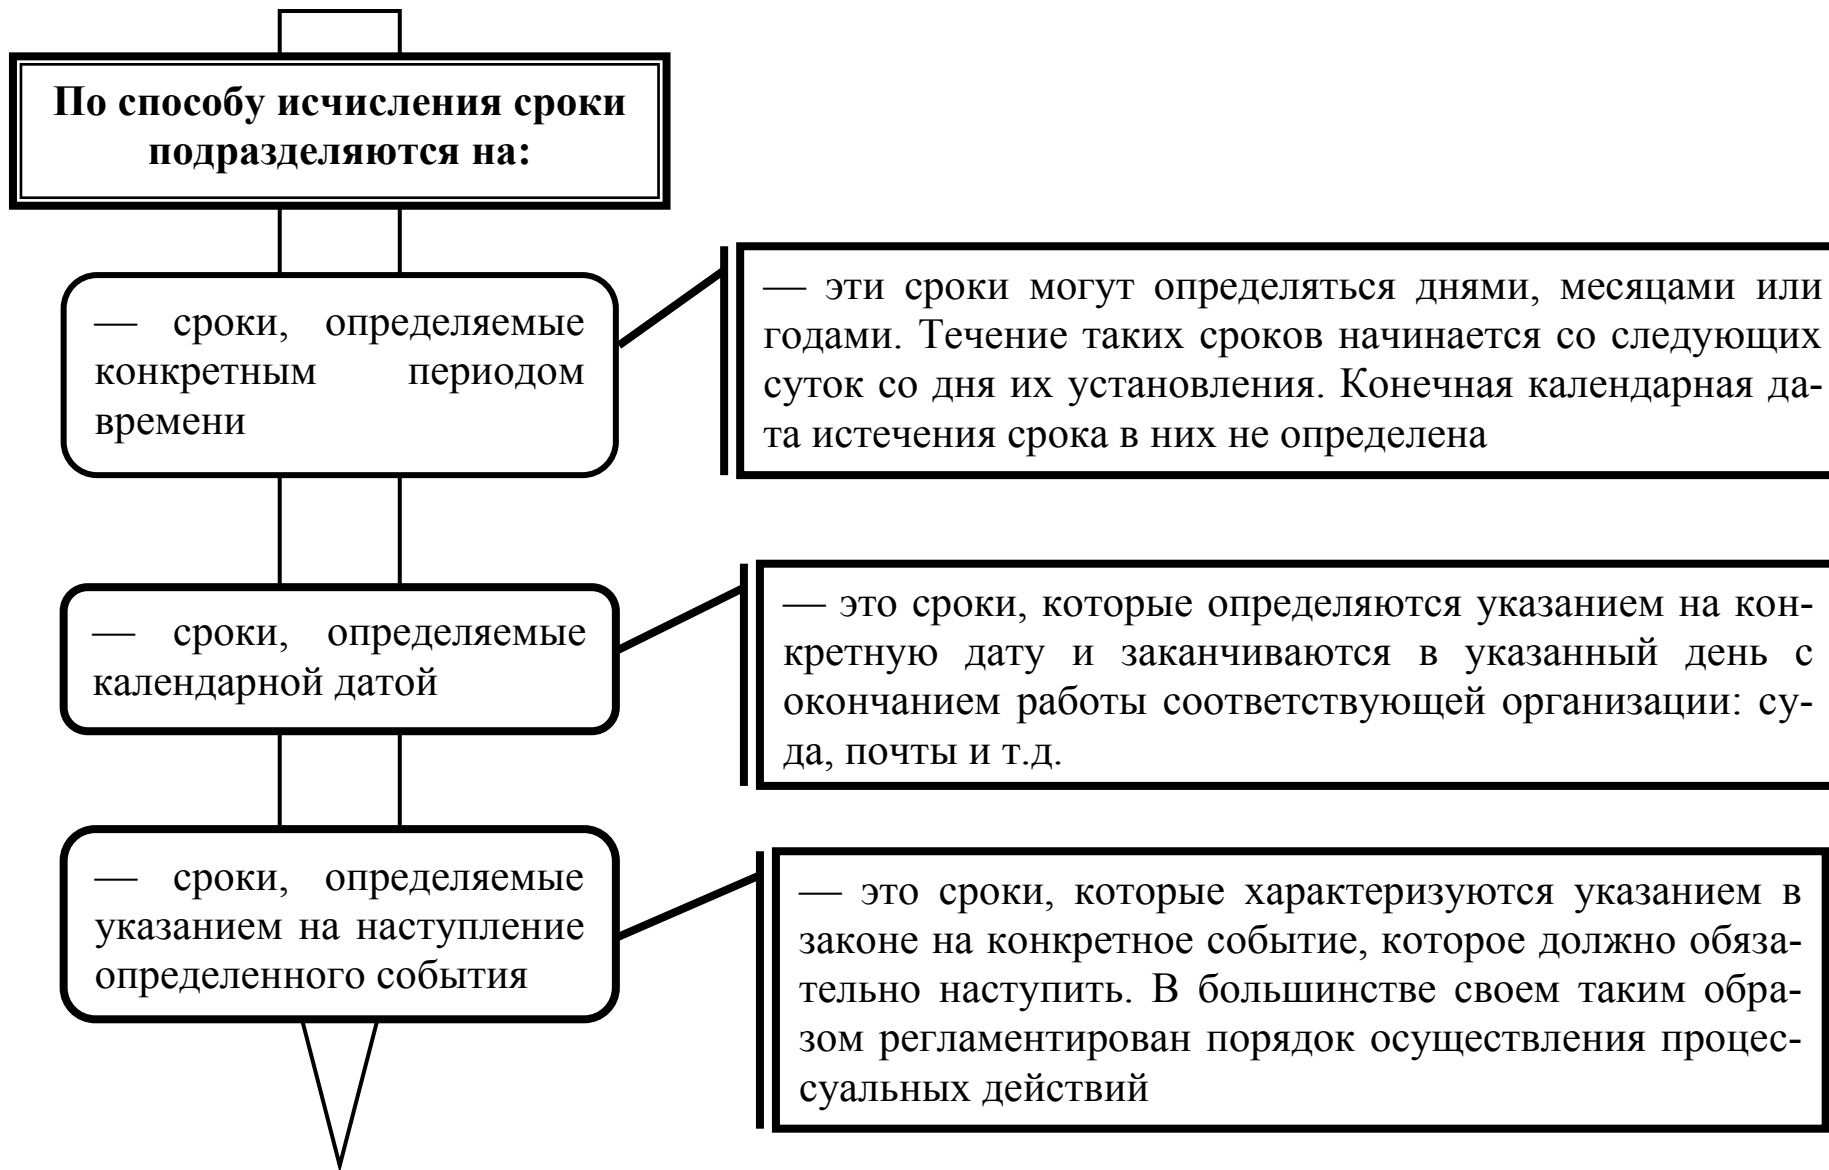 По способу исчисления сроки
подразделяются на:
— сроки, определяемые
конкретным периодом
времени
— эти сроки могут определяться днями, месяцами или
годами. Течение таких сроков начинается со следующих
суток со дня их установления. Конечная календарная да-
та истечения срока в них не определена
— сроки, определяемые
календарной датой
— это сроки, которые определяются указанием на кон-
кретную дату и заканчиваются в указанный день с
окончанием работы соответствующей организации: су-
да, почты и т.д.
— сроки, определяемые
указанием на наступление
определенного события
— это сроки, которые характеризуются указанием в
законе на конкретное событие, которое должно обяза-
тельно наступить. В большинстве своем таким обра-
зом регламентирован порядок осуществления процес-
суальных действий